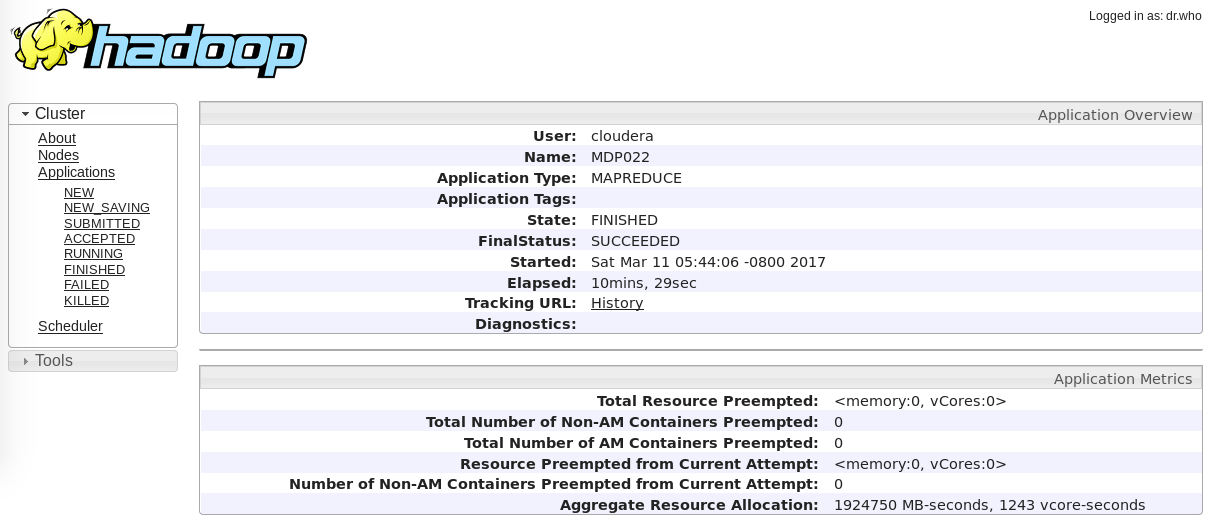 hadoop
Logged in as: dr.who
Cluster
About
Nodes
Applications
NEW
NEW_SAVING
SUBMITTED
ACCEPTED
RUNNING
FINISHED
FAILED
KILLED
Scheduler
Tools
Application Overview
User: cloudera
Name: MDP022
Application Type: MAPREDUCE
Application Tags:
State: FINISHED
FinalStatus: SUCCEEDED
Started: Sat Mar 11 05:44:06 -0800 2017
Elapsed: 10mins, 29sec
Tracking URL: History
Diagnostics:
Application Metrics
Total Resource Preempted: <memory:0, vCores:0>
Total Number of Non-AM Containers Preempted: 0
Total Number of AM Containers Preempted: 0
Resource Preempted from Current Attempt: <memory:0, vCores:0>
Number of Non-AM Containers Preempted from Current Attempt: 0
Aggregate Resource Allocation: 1924750 MB-seconds, 1243 vcore-seconds